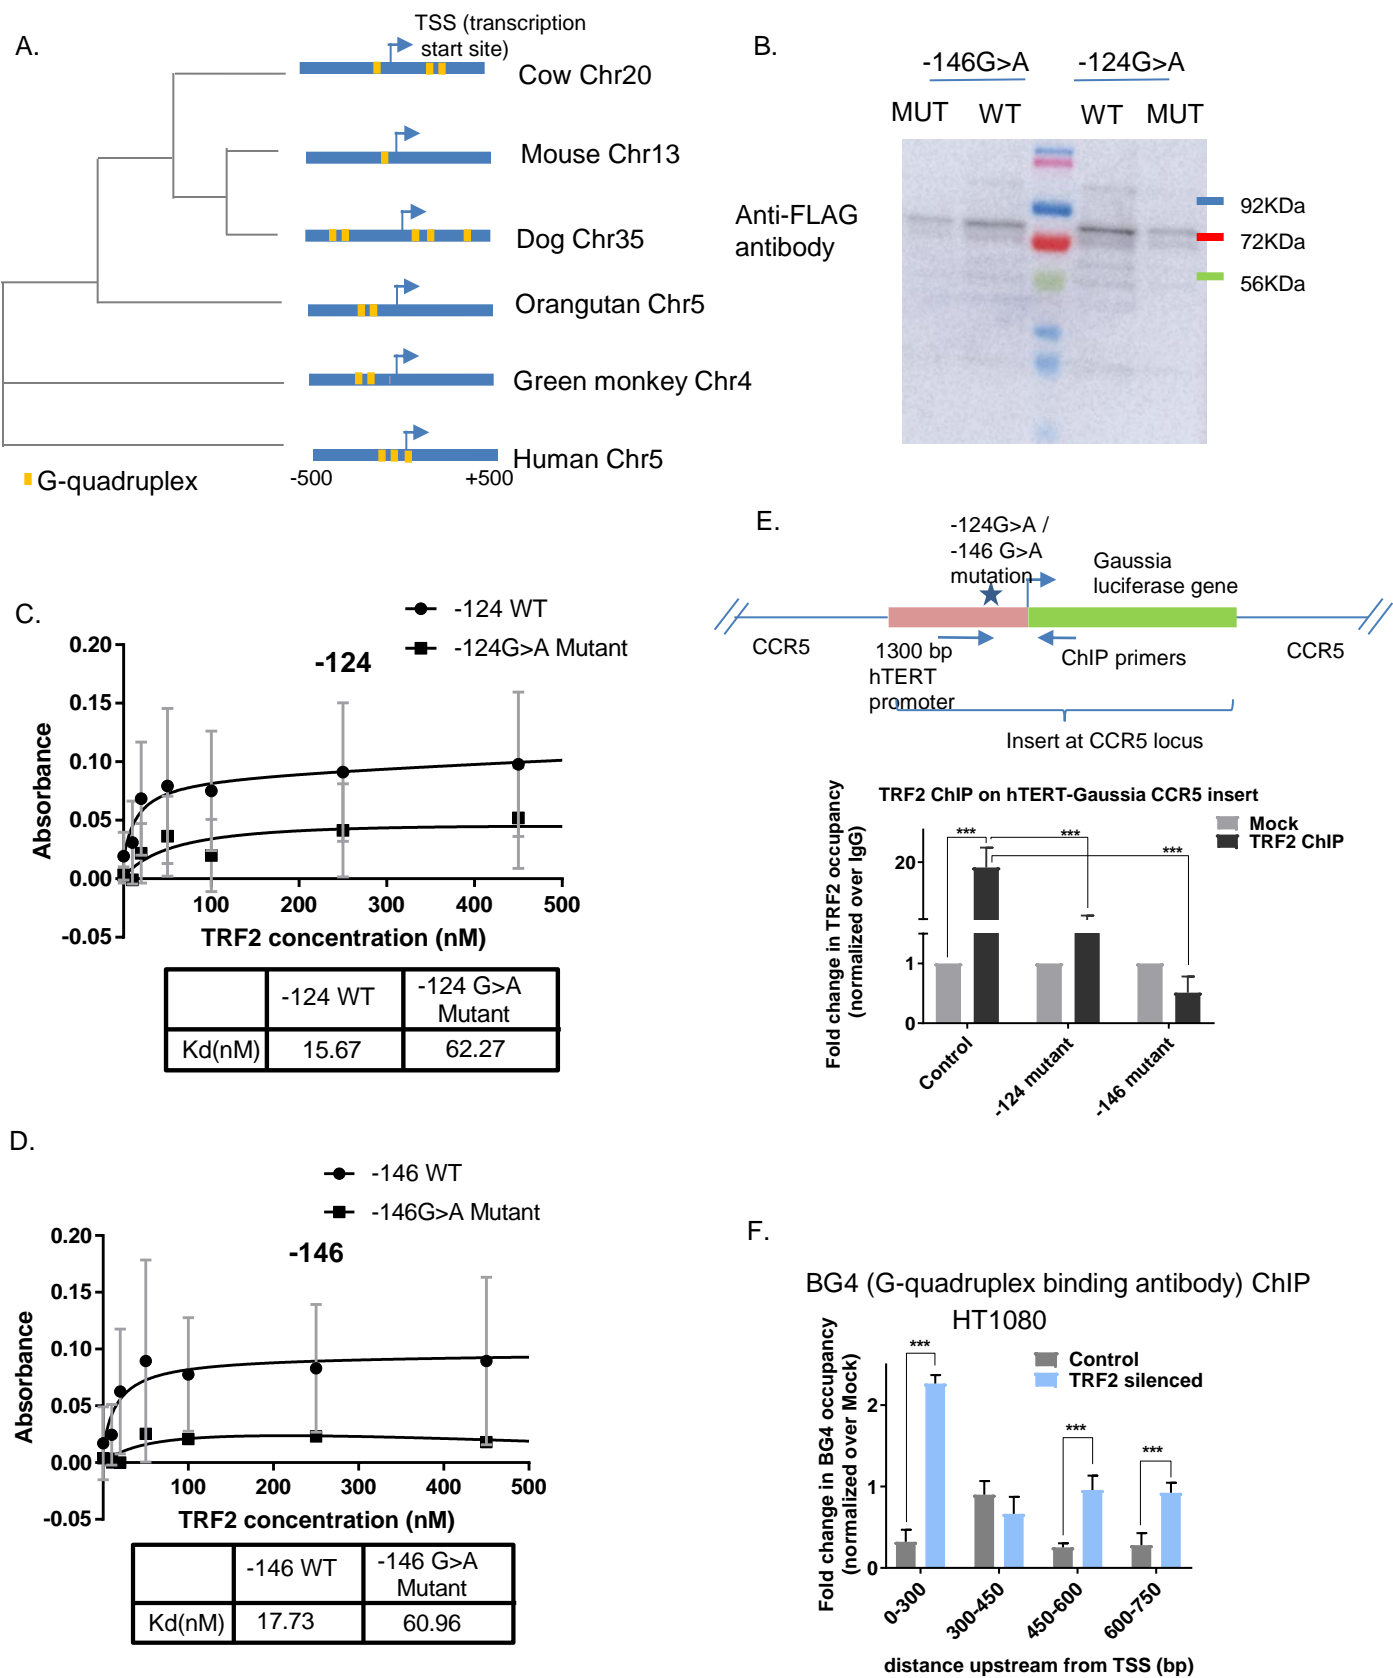 A.
TSS (transcription
start site)
Cow Chr20
Mouse Chr13
Dog Chr35
Orangutan Chr5
Green monkey Chr4
Human Chr5
G-quadruplex
-500
+500
B.
-146G>A
-124G>A
MUT
WT
WT
MUT
Anti-FLAG
antibody
92KDa
72KDa
56KDa
C.
-124 WT
-124G>A Mutant
-124
0.20
0.15
0.10
0.05
0.00
-0.05
Absorbance
100
200
300
400
500
TRF2 concentration (nM)
-124 WT
-124 G>A
Mutant
Kd(nM)
15.67
62.27
D.
-146 WT
-146G>A Mutant
-146
0.20
0.15
0.10
0.05
0.00
-0.05
Absorbance
100
200
300
400
500
TRF2 concentration (nM)
-146 WT
-146 G>A
Mutant
Kd(nM)
17.73
60.96
E.
-124G>A /
-146 G>A
mutation
Gaussia
luciferase gene
CCR5
1300 bp
hTERT
promoter
ChIP primers
CCR5
Insert at CCR5 locus
TRF2 ChIP on hTERT-Gaussia CCR5 insert
Mock
TRF2 ChIP
***
***
***
20
1
0
Fold change in TRF2 occupancy
(normalized over IgG)
Control
-124 mutant
-146 mutant
F.
BG4 (G-quadruplex binding antibody) ChIP
HT1080
Control
TRF2 silenced
***
***
***
2
1
0
Fold change in BG4 occupancy
(normalized over Mock)
0-300
300-450
450-600
600-750
distance upstream from TSS (bp)